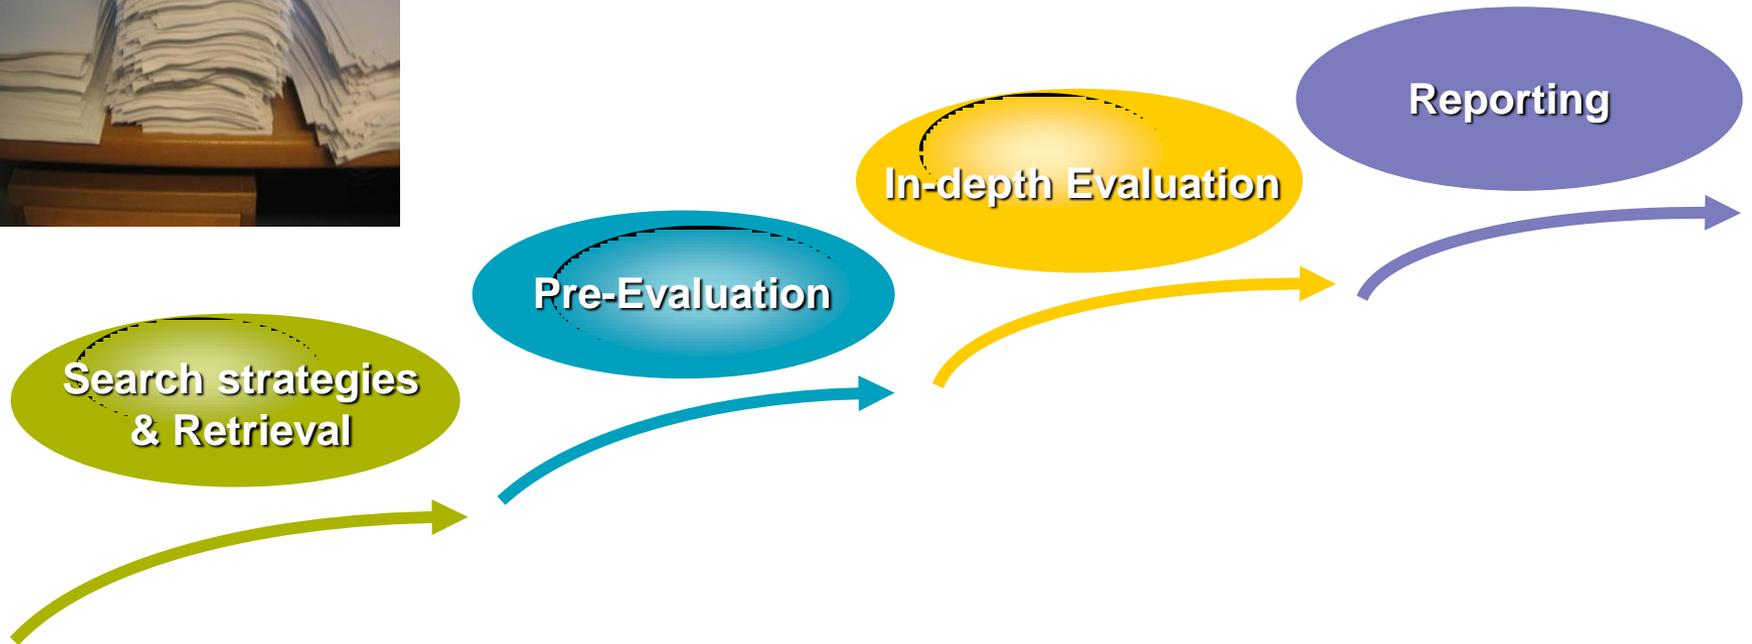 Search strategies
& Retrieval
Pre-Evaluation
In-depth Evaluation
Reporting